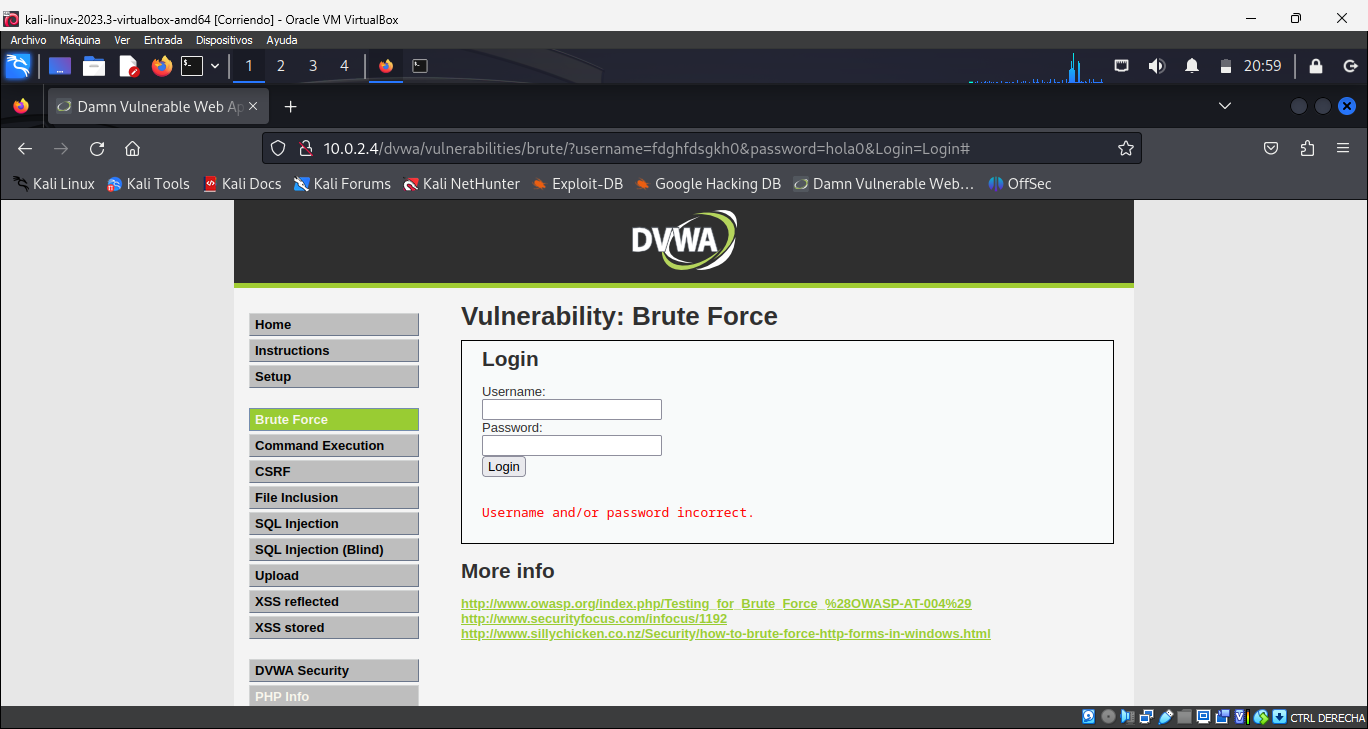 kali-linux-2023.3-virtualbox-amd64 [Corriendo] - Oracle VM VirtualBox
Archivo Máquina Ver Entrada Dispositivos Ayuda
1 2 3 4 20:59
Damn Vulnerable Web Ap
10.0.2.4/dvwa/vulnerabilities/brute/?username=fdghfdsgkh0&password=hola0&Login=Login#
Kali Linux Kali Tools Kali Docs Kali Forums Kali NetHunter Exploit-DB Google Hacking DB Damn Vulnerable Web... OffSec
DVWA
Home
Instructions
Setup
Brute Force
Command Execution
CSRF
File Inclusion
SQL Injection
SQL Injection (Blind)
Upload
XSS reflected
XSS stored
DVWA Security
PHP Info
Vulnerability: Brute Force
Login
Username:
Password:
Login
Username and/or password incorrect.
More info
http://www.owasp.org/index.php/Testing_for_Brute_Force_%28OWASP-AT-004%29
http://www.securityfocus.com/infocus/1192
http://www.sillychicken.co.nz/Security/how-to-brute-force-http-forms-in-windows.html
CTRL DERECHA